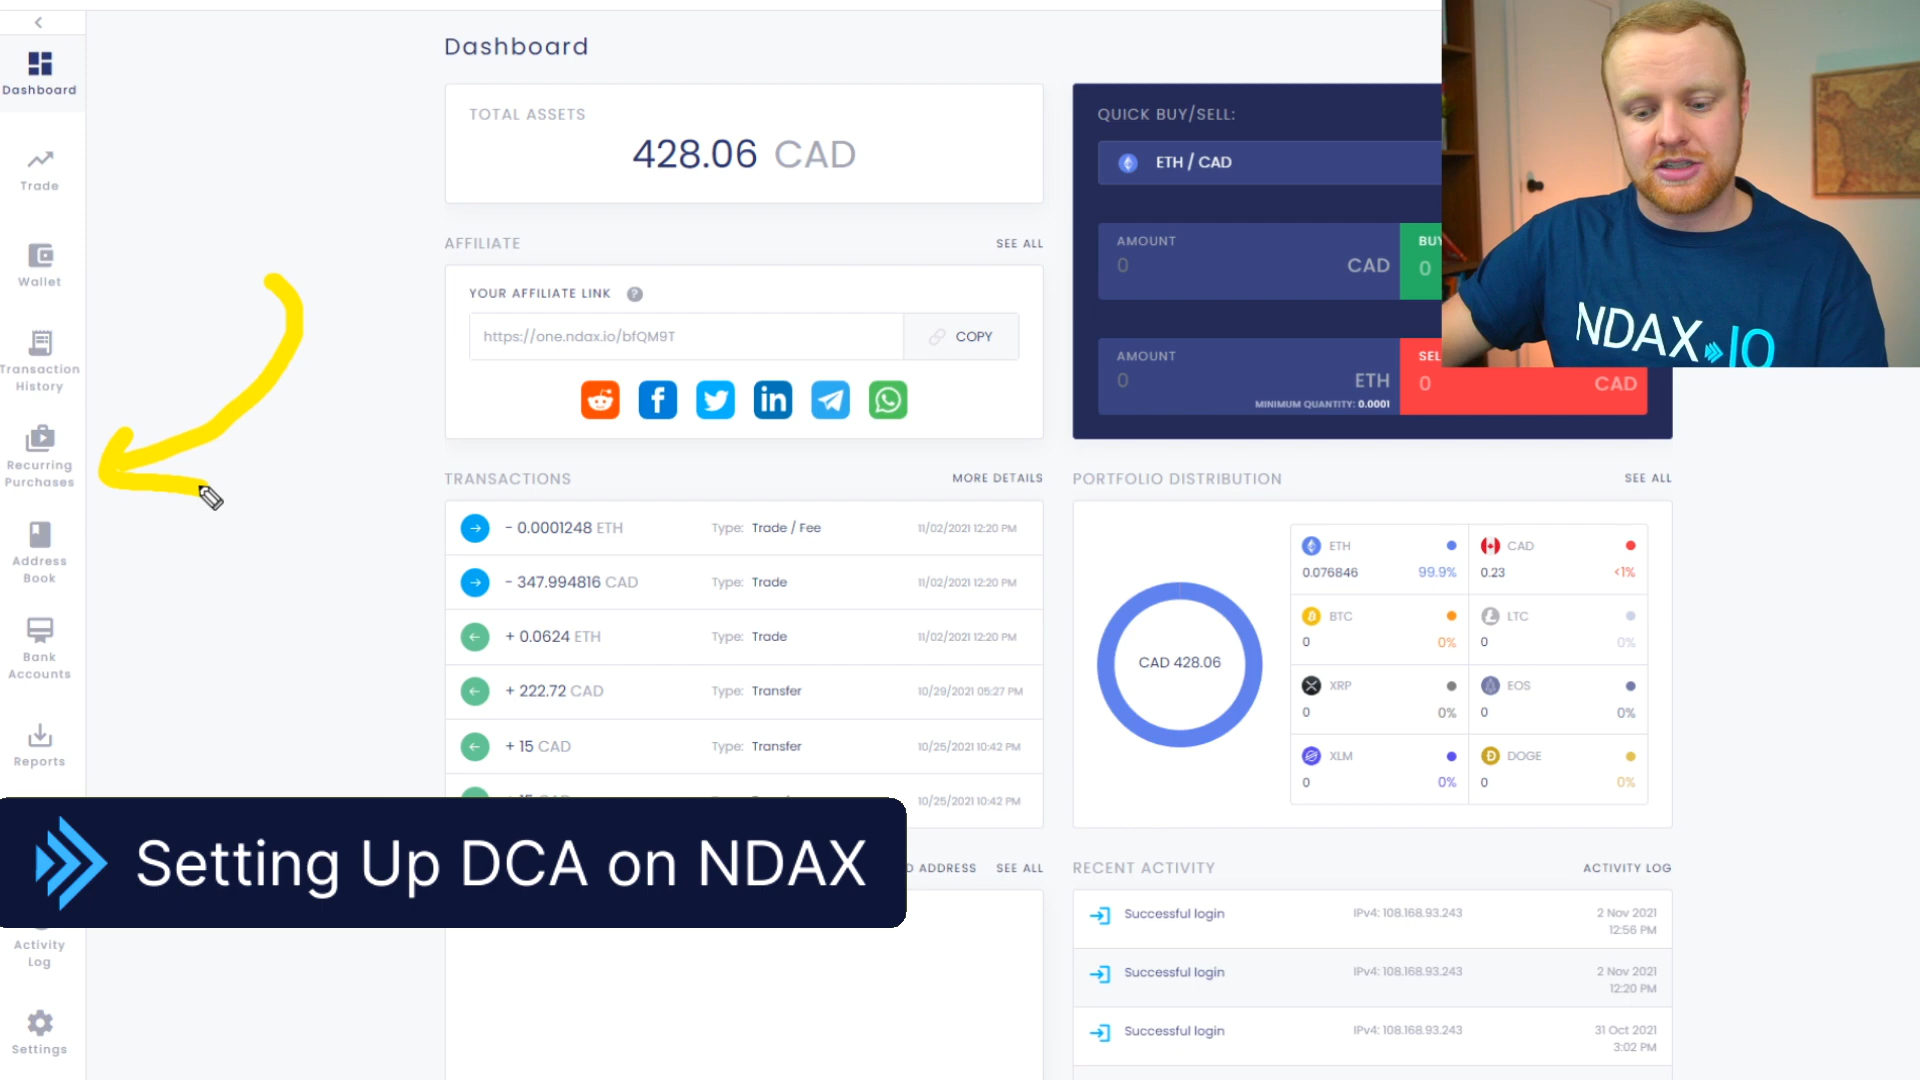 Dashboard
Trade
Wallet
Transaction
History
Recurring
Purchases
Address
Book
Bank
Accounts
Reports
Activity
Log
Settings
Dashboard
TOTAL ASSETS
428.06 CAD
AFFILIATE SEE ALL
YOUR AFFILIATE LINK ?
https://one.ndax.io/bfQM9T COPY
TRANSACTIONS MORE DETAILS
- 0.0001248 ETH Type: Trade / Fee 11/02/2021 12:20 PM
- 347.994816 CAD Type: Trade 11/02/2021 12:20 PM
+ 0.0624 ETH Type: Trade 11/02/2021 12:20 PM
+ 222.72 CAD Type: Transfer 10/29/2021 05:27 PM
+ 15 CAD Type: Transfer 10/25/2021 10:42 PM
10/25/2021 10:42 PM
Setting Up DCA on NDAX
ADDRESS SEE ALL
QUICK BUY/SELL:
ETH / CAD
AMOUNT
0 CAD
BUY
0
AMOUNT
0 ETH
MINIMUM QUANTITY: 0.0001
0 CAD
NDAX.IO
PORTFOLIO DISTRIBUTION SEE ALL
CAD 428.06
ETH
0.076846 99.9%
CAD
0.23 <1%
BTC
0 0%
LTC
0 0%
XRP
0 0%
EOS
0 0%
XLM
0 0%
DOGE
0 0%
RECENT ACTIVITY ACTIVITY LOG
Successful login IPv4: 108.168.93.243 2 Nov 2021
12:56 PM
Successful login IPv4: 108.168.93.243 2 Nov 2021
12:20 PM
Successful login IPv4: 108.168.93.243 31 Oct 2021
3:02 PM